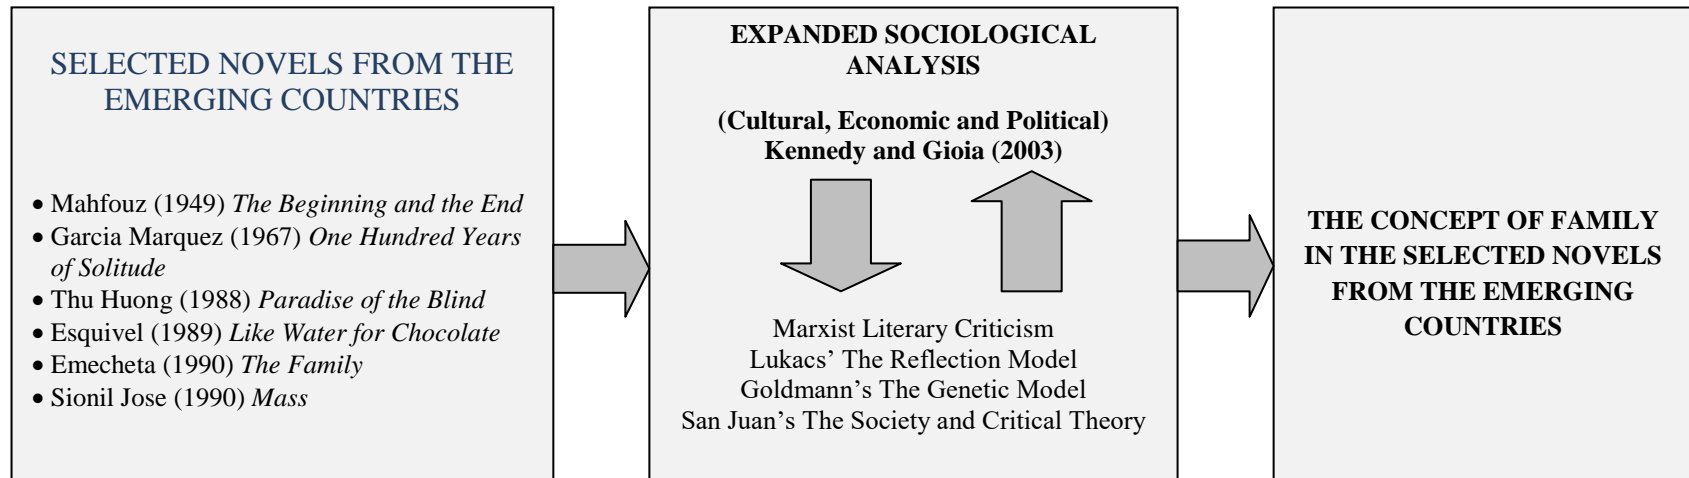 SELECTED NOVELS FROM THE
EMERGING COUNTRIES
• Mahfouz (1949) The Beginning and the End
• Garcia Marquez (1967) One Hundred Years
of Solitude
• Thu Huong (1988) Paradise of the Blind
• Esquivel (1989) Like Water for Chocolate
• Emecheta (1990) The Family
• Sionil Jose (1990) Mass
EXPANDED SOCIOLOGICAL
ANALYSIS
(Cultural, Economic and Political)
Kennedy and Gioia (2003)
Marxist Literary Criticism
Lukacs’ The Reflection Model
Goldmann’s The Genetic Model
San Juan’s The Society and Critical Theory
THE CONCEPT OF FAMILY
IN THE SELECTED NOVELS
FROM THE EMERGING
COUNTRIES